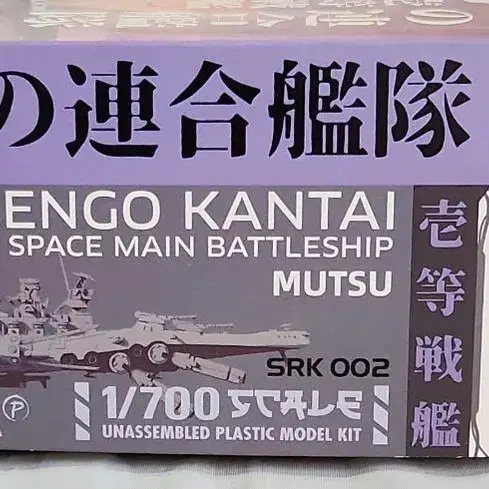 の連合艦隊
ENGO KANTAI
SPACE MAIN BATTLESHIP
MUTSU
SRK 002
1/700 SCALE
UNASSEMBLED PLASTIC MODEL KIT
壱等戦艦